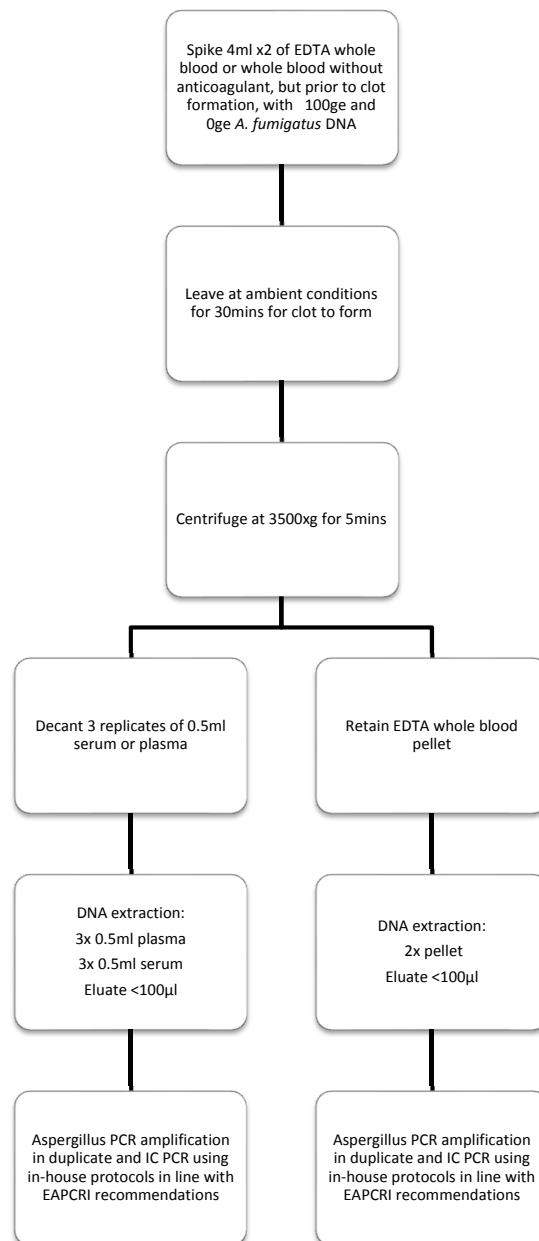 Spike 4ml x2 of EDTA whole
blood or whole blood without
anticoagulant, but prior to clot
formation, with 100ge and
0ge A. fumigatus DNA
Leave at ambient conditions
for 30mins for clot to form
Centrifuge at 3500xg for 5mins
Decant 3 replicates of 0.5ml
serum or plasma
Retain EDTA whole blood
pellet
DNA extraction:
3x 0.5ml plasma
3x 0.5ml serum
Eluate <100µl
DNA extraction:
2x pellet
Eluate <100µl
Aspergillus PCR amplification
in duplicate and IC PCR using
in-house protocols in line with
EAPCRI recommendations
Aspergillus PCR amplification
in duplicate and IC PCR using
in-house protocols in line with
EAPCRI recommendations